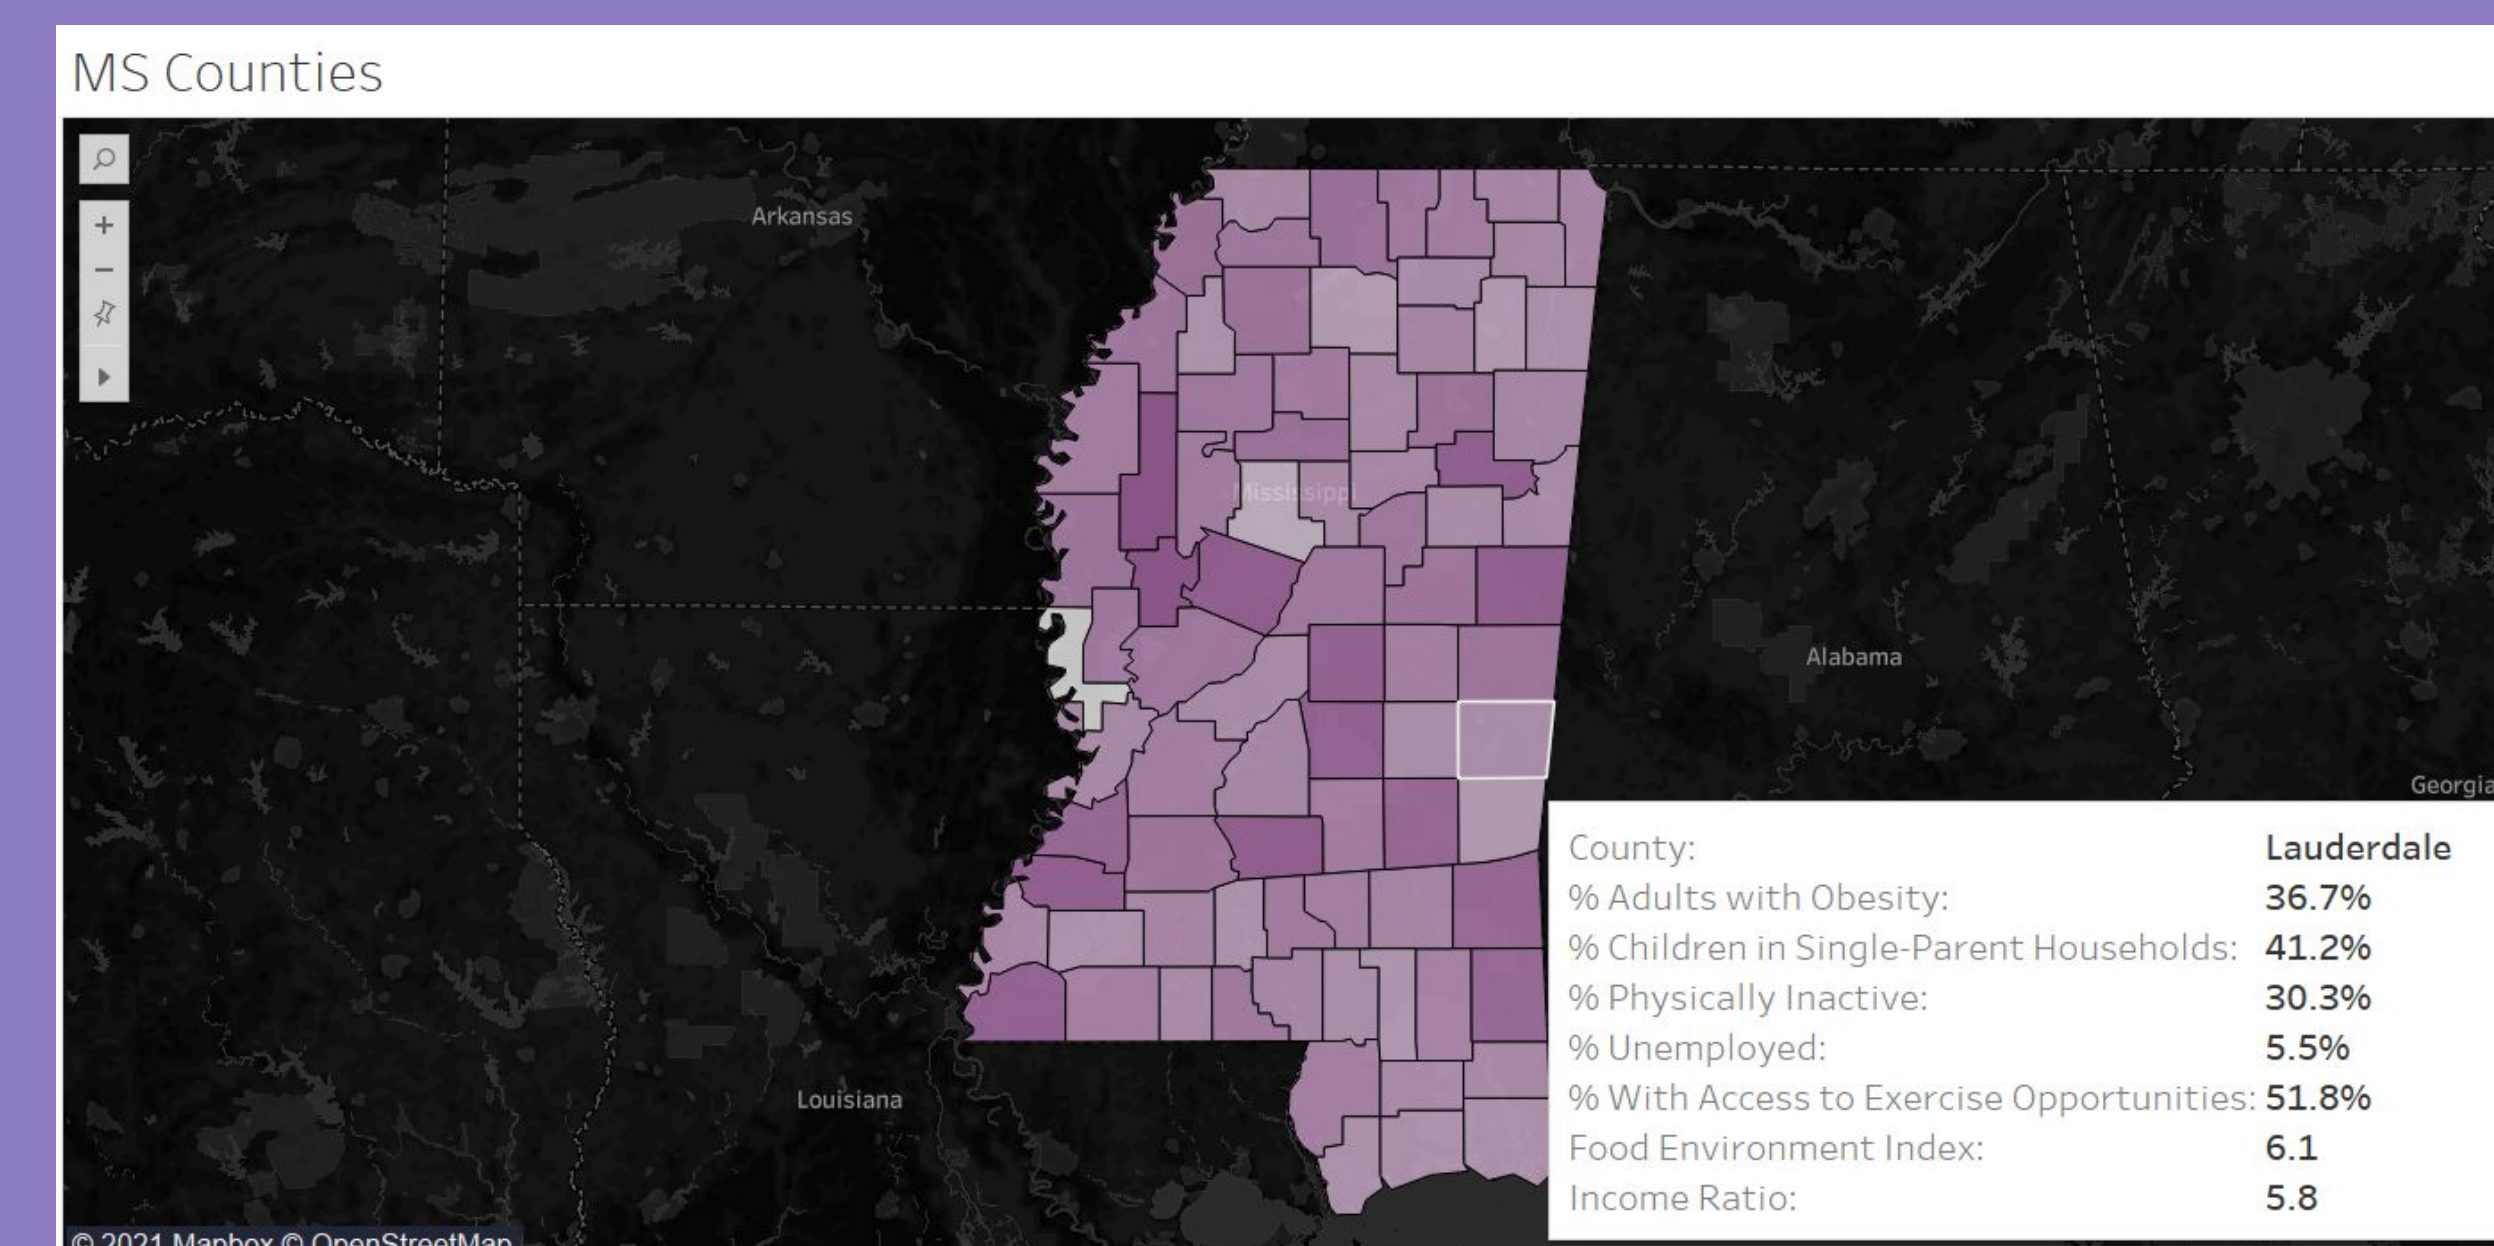 MS Counties
Arkansas
Mississippi
Alabama
Georgia
Louisiana
County: Lauderdale
% Adults with Obesity: 36.7%
% Children in Single-Parent Households: 41.2%
% Physically Inactive: 30.3%
% Unemployed: 5.5%
% With Access to Exercise Opportunities: 51.8%
Food Environment Index: 6.1
Income Ratio: 5.8
© 2021 Mapbox © OpenStreetMap